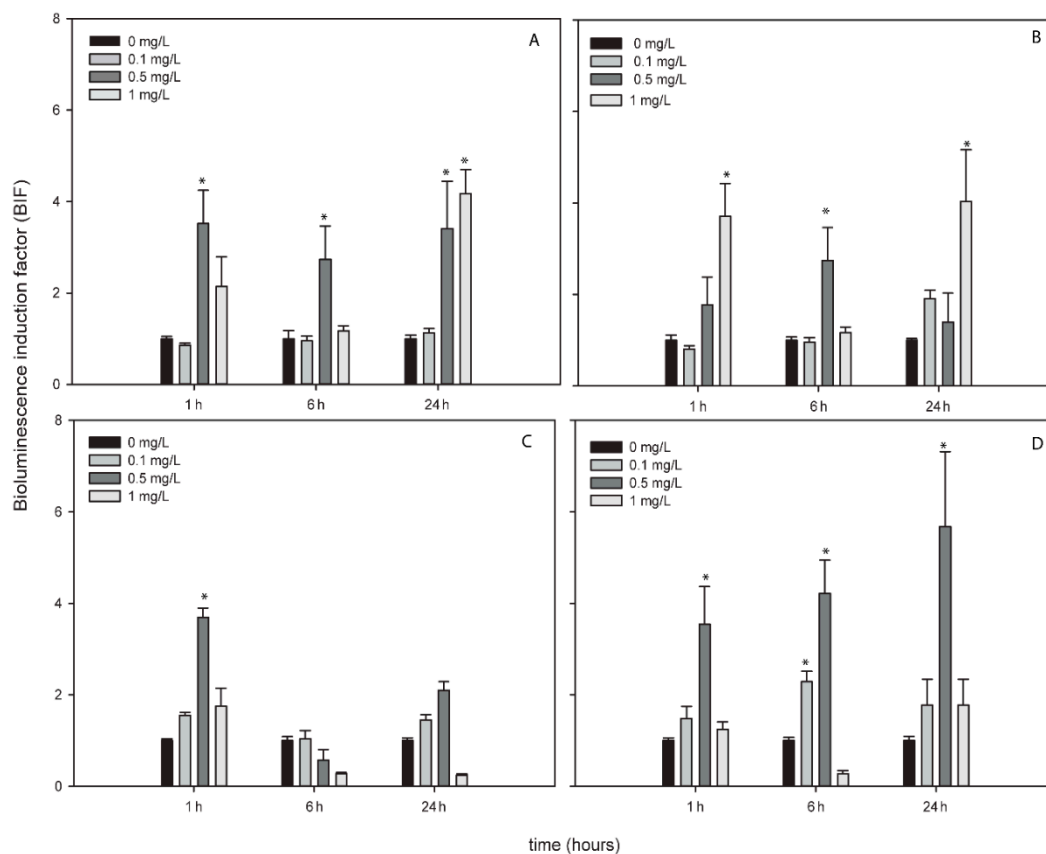 Bioluminescence induction factor (BIF)
8
6
4
2
0
0 mg/L
0.1 mg/L
0.5 mg/L
1 mg/L
A
*
*
*
*
1 h
6 h
24 h
0 mg/L
0.1 mg/L
0.5 mg/L
1 mg/L
B
*
*
*
1 h
6 h
24 h
8
6
4
2
0
0 mg/L
0.1 mg/L
0.5 mg/L
1 mg/L
C
*
1 h
6 h
24 h
0 mg/L
0.1 mg/L
0.5 mg/L
1 mg/L
D
*
*
*
*
1 h
6 h
24 h
time (hours)